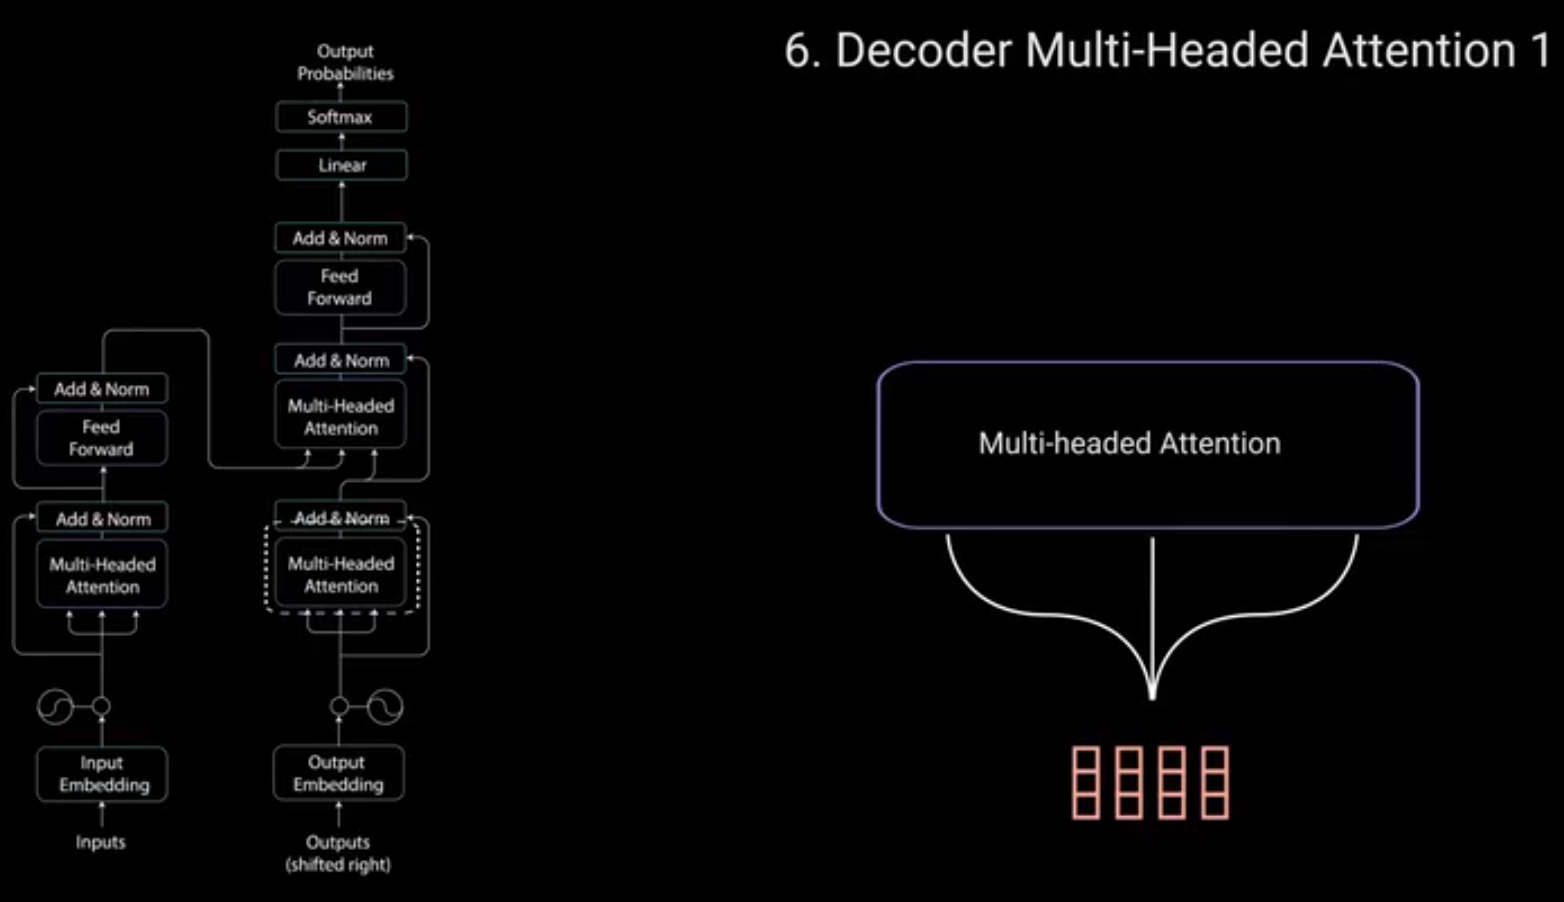 6. Decoder Multi-Headed Attention 1
Output
Probabilities
Softmax
Linear
Add & Norm
Feed
Forward
Add & Norm
Multi-Headed
Attention
Add & Norm
Multi-Headed
Attention
Output
Embedding
Outputs
(shifted right)
Add & Norm
Feed
Forward
Add & Norm
Multi-Headed
Attention
Input
Embedding
Inputs
Multi-headed Attention